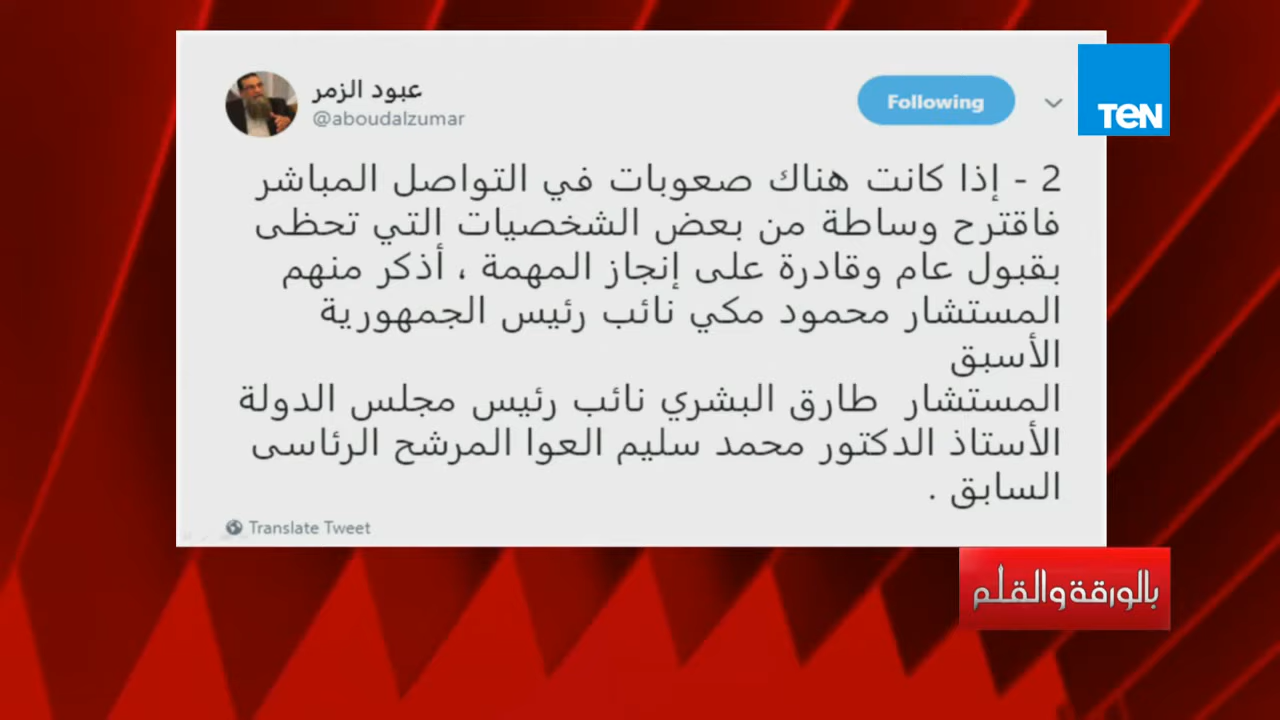 عبود الزمر
@aboudalzumar
Following
TEN
2 - إذا كانت هناك صعوبات في التواصل المباشر
فاقترح وساطة من بعض الشخصيات التي تحظى
بقبول عام وقادرة على إنجاز المهمة ، أذكر منهم
المستشار محمود مكي نائب رئيس الجمهورية
الأسبق
المستشار طارق البشري نائب رئيس مجلس الدولة
الأستاذ الدكتور محمد سليم العوا المرشح الرئاسى
السابق .
Translate Tweet
بالورقة والقلم